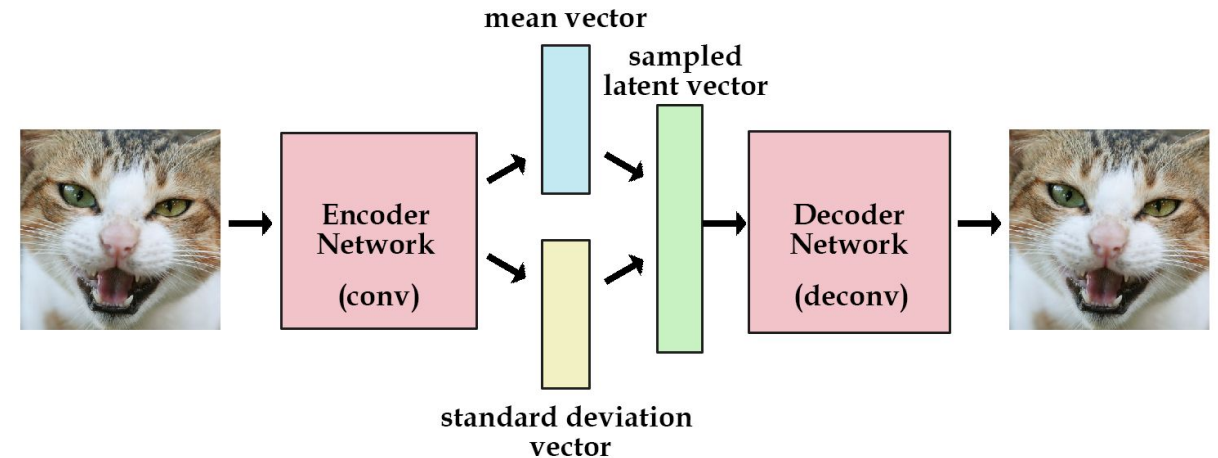 mean vector
sampled
latent vector
Encoder
Network
(conv)
Decoder
Network
(deconv)
standard deviation
vector